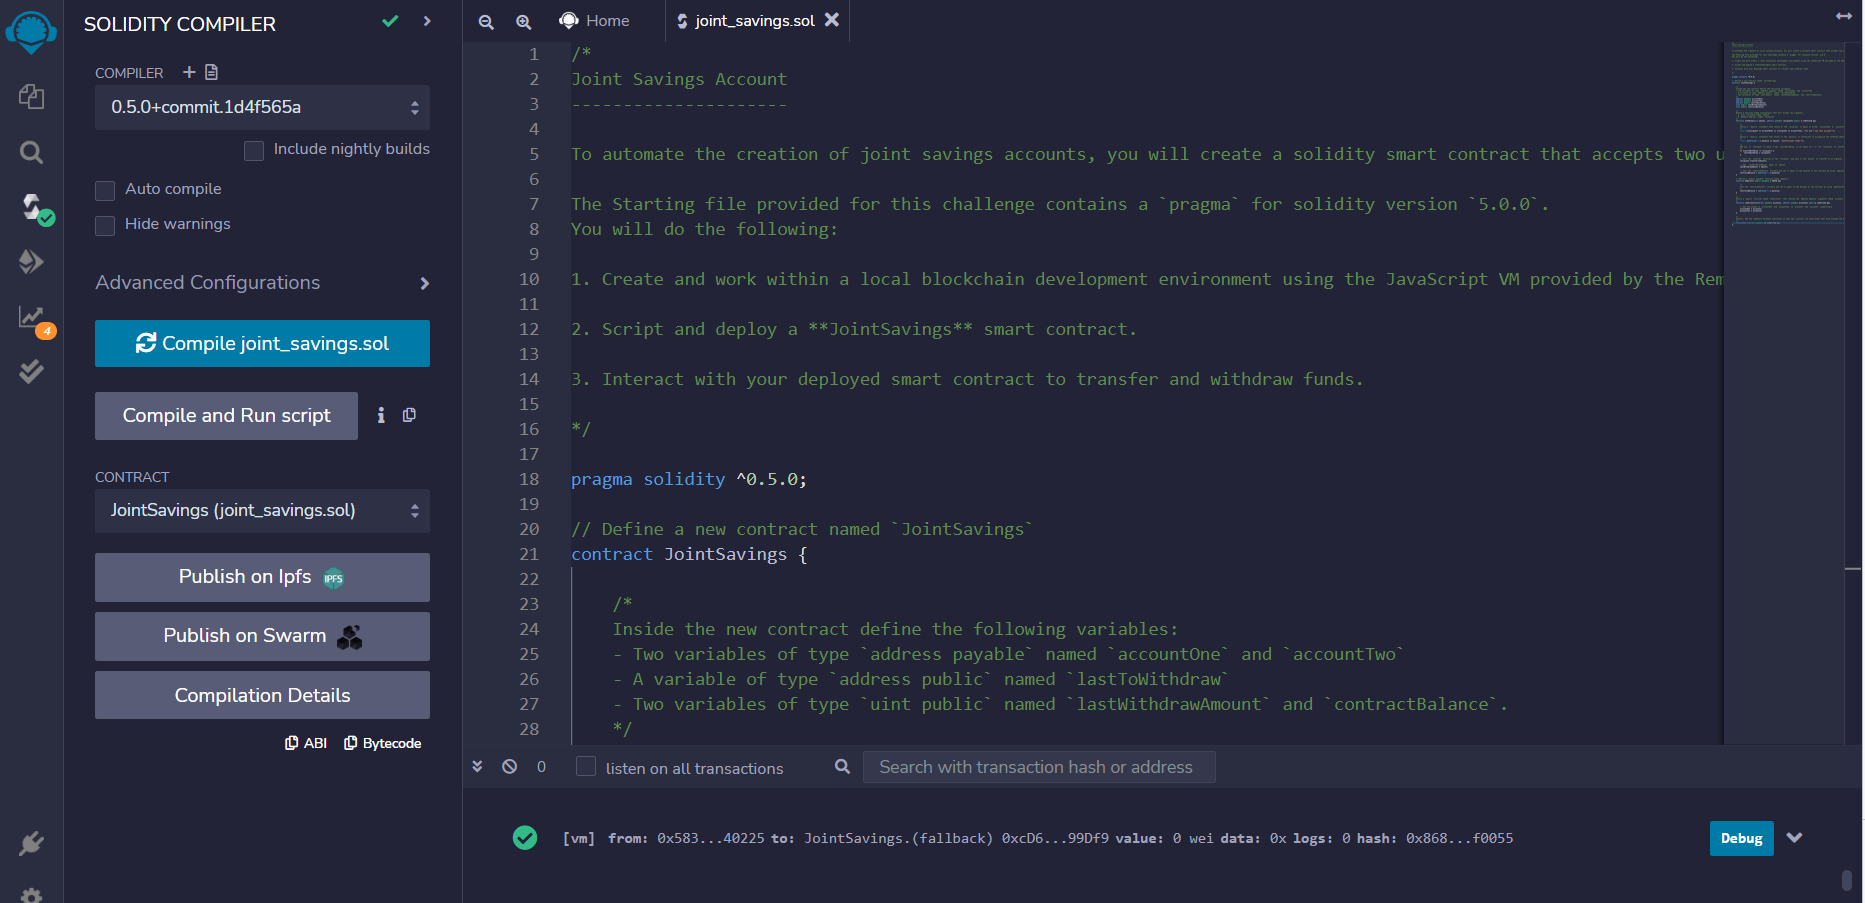 SOLIDITY COMPILER
COMPILER
0.5.0+commit.1d4f565a
Include nightly builds
Auto compile
Hide warnings
Advanced Configurations
4
Compile joint_savings.sol
Compile and Run script
CONTRACT
JointSavings (joint_savings.sol)
Publish on Ipfs IPFS
Publish on Swarm
Compilation Details
ABI Bytecode
Home joint_savings.sol
1 /*
2 Joint Savings Account
3 ---------------------
4
5 To automate the creation of joint savings accounts, you will create a solidity smart contract that accepts two u
6
7 The Starting file provided for this challenge contains a `pragma` for solidity version `5.0.0`.
8 You will do the following:
9
10 1. Create and work within a local blockchain development environment using the JavaScript VM provided by the Rem
11
12 2. Script and deploy a **JointSavings** smart contract.
13
14 3. Interact with your deployed smart contract to transfer and withdraw funds.
15
16 */
17
18 pragma solidity ^0.5.0;
19
20 // Define a new contract named `JointSavings`
21 contract JointSavings {
22
23 /*
24 Inside the new contract define the following variables:
25 - Two variables of type `address payable` named `accountOne` and `accountTwo`
26 - A variable of type `address public` named `lastToWithdraw`
27 - Two variables of type `uint public` named `lastWithdrawAmount` and `contractBalance`.
28 */
0 listen on all transactions Search with transaction hash or address
[vm] from: 0x583...40225 to: JointSavings.(fallback) 0xcD6...99Df9 value: 0 wei data: 0x logs: 0 hash: 0x868...f0055 Debug